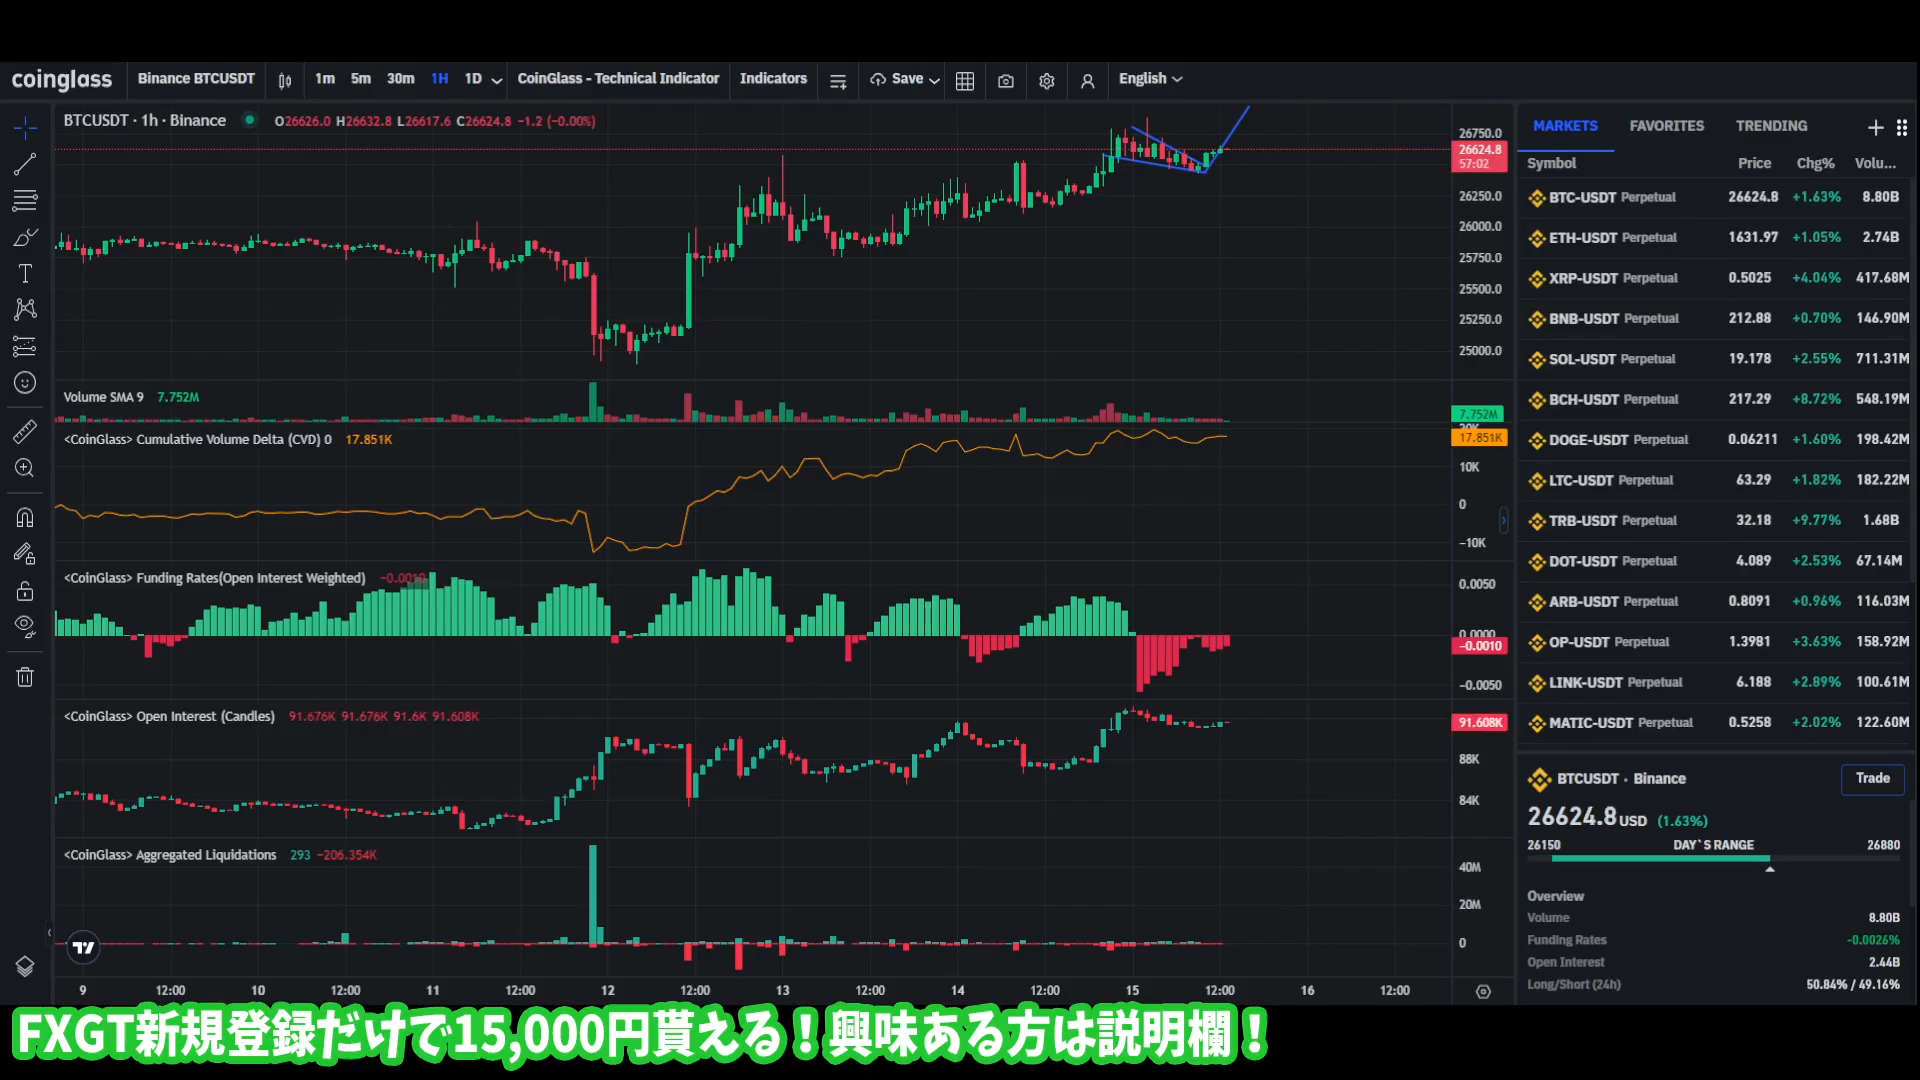 coinglass Binance BTCUSDT 1m 5m 30m 1H 1D CoinGlass - Technical Indicator Indicators Save English
BTCUSDT · 1h · Binance O26626.0 H26632.8 L26617.6 C26624.8 -1.2 (-0.00%)
26750.0
26624.8
57:02
26250.0
26000.0
25750.0
25500.0
25250.0
25000.0
Volume SMA 9 7.752M
7.752M
<CoinGlass> Cumulative Volume Delta (CVD) 0 17.851K
20K
17.851K
10K
0
-10K
<CoinGlass> Funding Rates(Open Interest Weighted) -0.0010
0.0050
0.0000
-0.0010
-0.0050
<CoinGlass> Open Interest (Candles) 91.676K 91.676K 91.6K 91.608K
91.608K
88K
84K
<CoinGlass> Aggregated Liquidations 293 -206.354K
40M
20M
0
9 12:00 10 12:00 11 12:00 12 12:00 13 12:00 14 12:00 15 12:00 16 12:00
MARKETS FAVORITES TRENDING
Symbol Price Chg% Volu...
BTC-USDT Perpetual 26624.8 +1.63% 8.80B
ETH-USDT Perpetual 1631.97 +1.05% 2.74B
XRP-USDT Perpetual 0.5025 +4.04% 417.68M
BNB-USDT Perpetual 212.88 +0.70% 146.90M
SOL-USDT Perpetual 19.178 +2.55% 711.31M
BCH-USDT Perpetual 217.29 +8.72% 548.19M
DOGE-USDT Perpetual 0.06211 +1.60% 198.42M
LTC-USDT Perpetual 63.29 +1.82% 182.22M
TRB-USDT Perpetual 32.18 +9.77% 1.68B
DOT-USDT Perpetual 4.089 +2.53% 67.14M
ARB-USDT Perpetual 0.8091 +0.96% 116.03M
OP-USDT Perpetual 1.3981 +3.63% 158.92M
LINK-USDT Perpetual 6.188 +2.89% 100.61M
MATIC-USDT Perpetual 0.5258 +2.02% 122.60M
BTCUSDT · Binance Trade
26624.8 USD (1.63%)
26150 DAY`S RANGE 26880
Overview
Volume 8.80B
Funding Rates -0.0026%
Open Interest 2.44B
Long/Short (24h) 50.84% / 49.16%
FXGT新規登録だけで15,000円貰える！興味ある方は説明欄！